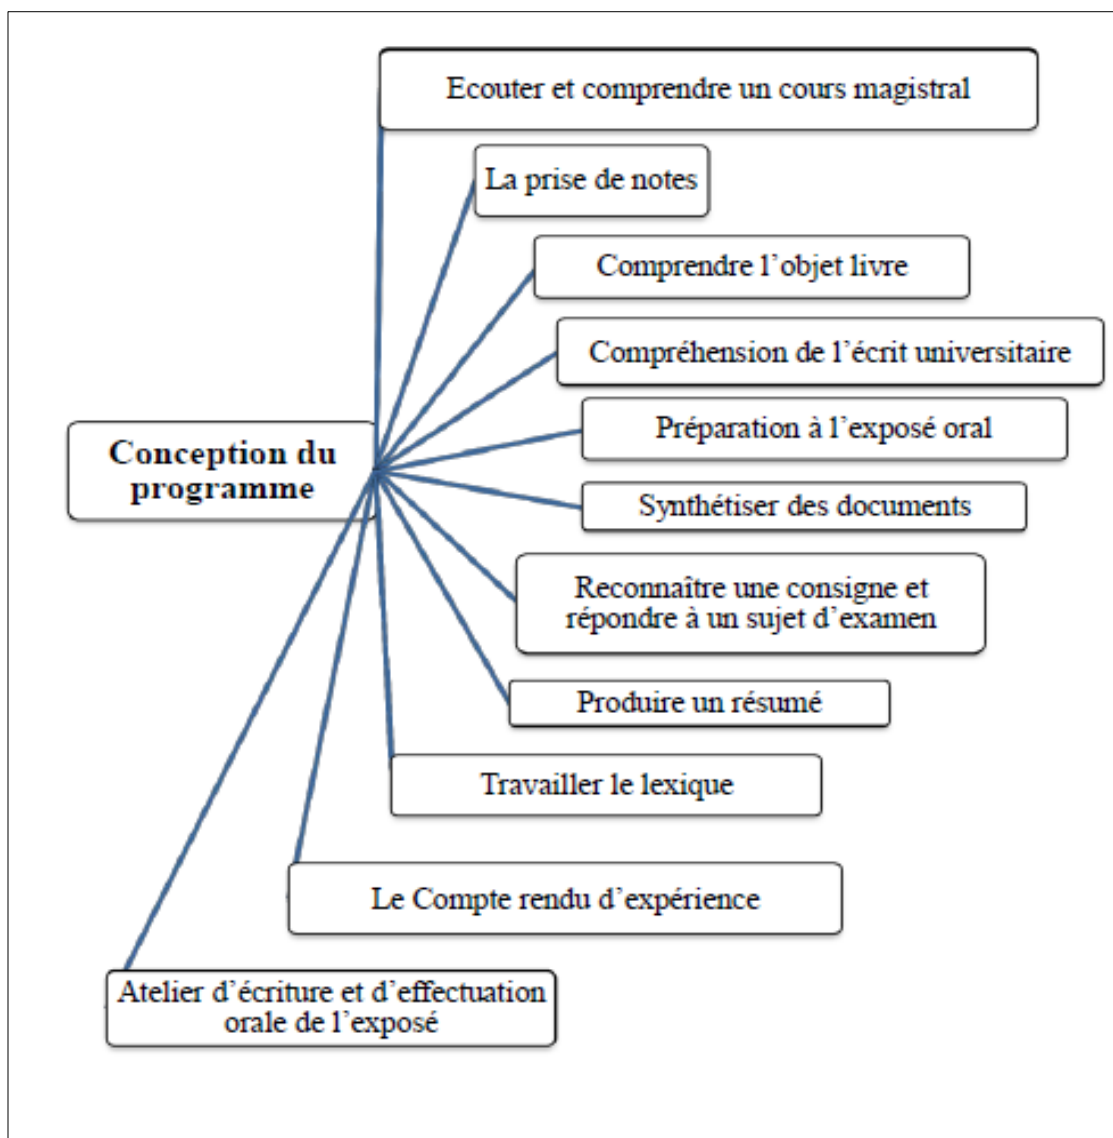 Ecouter et comprendre un cours magistral
La prise de notes
Comprendre l’objet livre
Compréhension de l’écrit universitaire
Préparation à l’exposé oral
Conception du
programme
Synthétiser des documents
Reconnaître une consigne et
répondre à un sujet d’examen
Produire un résumé
Travailler le lexique
Le Compte rendu d’expérience
Atelier d’écriture et d’effectuation
orale de l’exposé